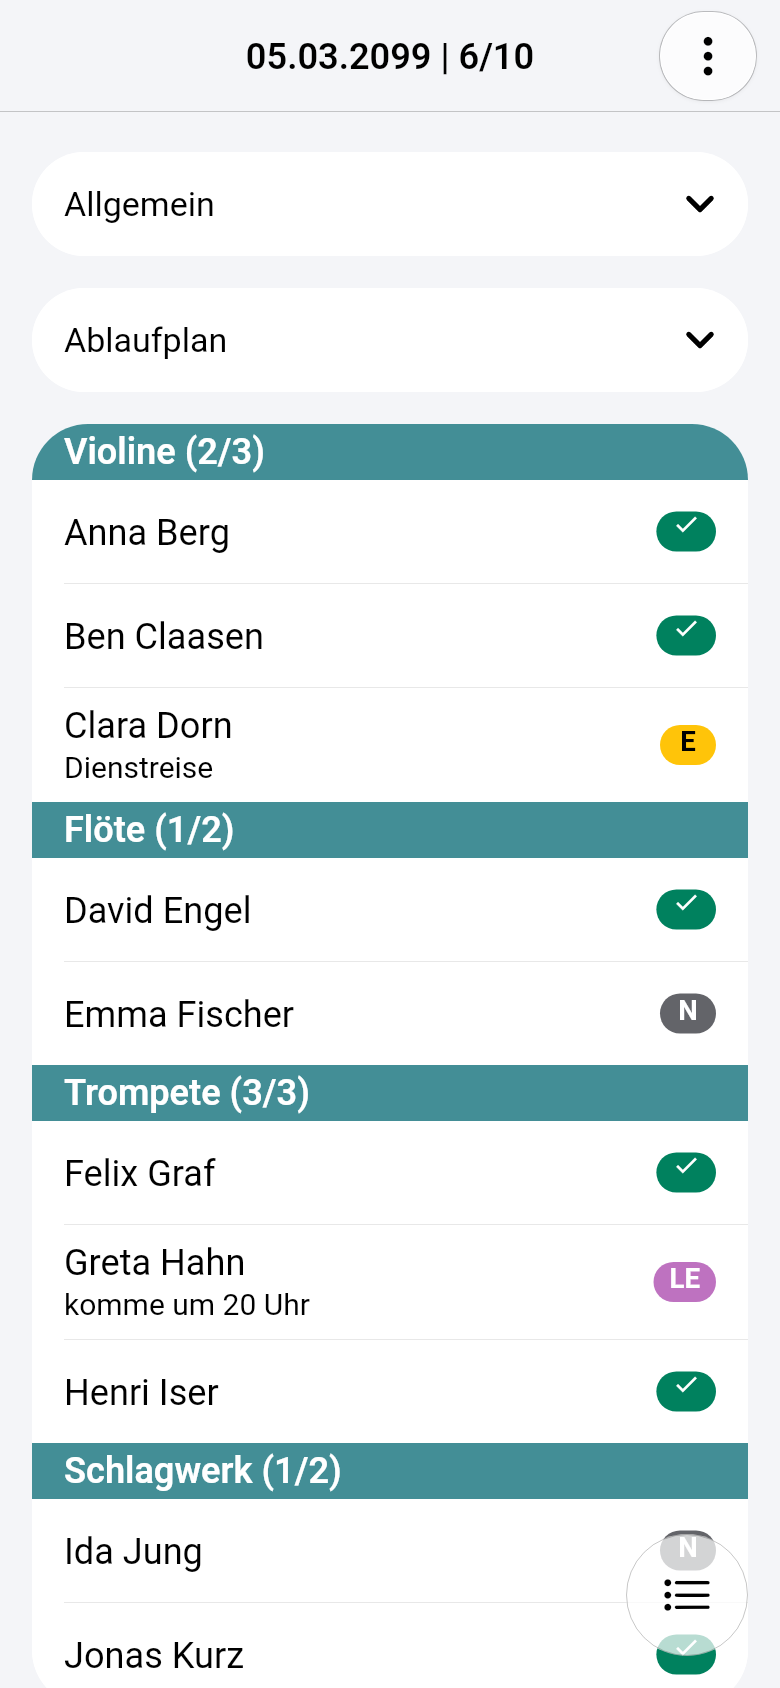 05.03.2099 | 6/10
Allgemein
Ablaufplan
Violine (2/3)
Anna Berg
Ben Claasen
Clara Dorn
E
Dienstreise
Flöte (1/2)
David Engel
Emma Fischer
N
Trompete (3/3)
Felix Graf
Greta Hahn
LE
komme um 20 Uhr
Henri Iser
Schlagwerk (1/2)
Ida Jung
N
Jonas Kurz